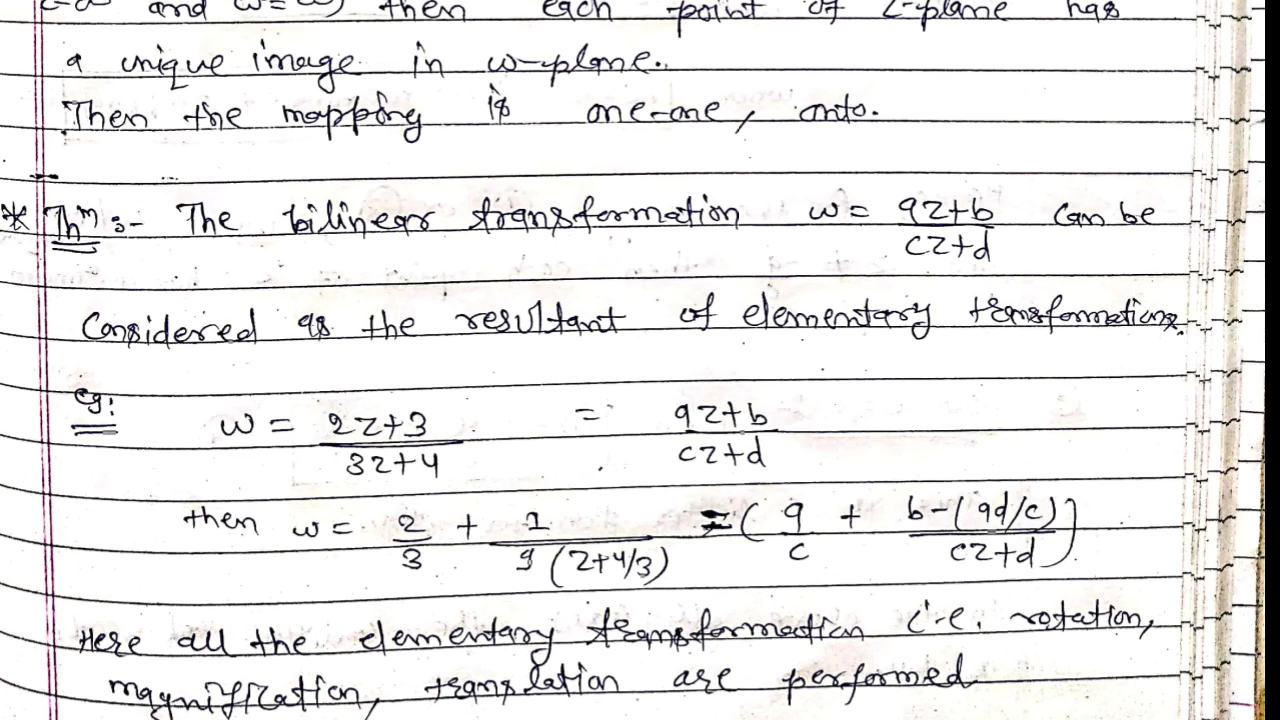 and then each point of z-plane has
a unique image in w-plane.
Then the mapping is one-one, onto.
* Thm :- The bilinear transformation w = az+b / cz+d can be
Considered as the resultant of elementary transformations.
eg: w = 2z+3 / 3z+4 = az+b / cz+d
then w = 2/3 + 1 / 9(z+4/3) = ( a/c + b-(ad/c) / cz+d )
Here all the elementary transformation i.e. rotation,
magnification, translation are performed.